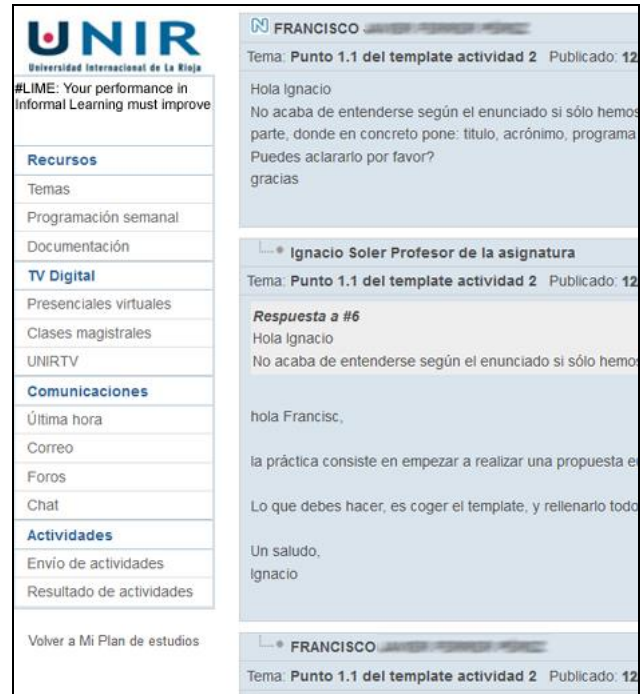 UNIR
Universidad Internacional de La Rioja
#LIME: Your performance in
Informal Learning must improve
Recursos
Temas
Programación semanal
Documentación
TV Digital
Presenciales virtuales
Clases magistrales
UNIRTV
Comunicaciones
Última hora
Correo
Foros
Chat
Actividades
Envío de actividades
Resultado de actividades
Volver a Mi Plan de estudios
N FRANCISCO
Tema: Punto 1.1 del template actividad 2 Publicado: 12
Hola Ignacio
No acaba de entenderse según el enunciado si sólo hemos
parte, donde en concreto pone: titulo, acrónimo, programa
Puedes aclararlo por favor?
gracias
Ignacio Soler Profesor de la asignatura
Tema: Punto 1.1 del template actividad 2 Publicado: 12
Respuesta a #6
Hola Ignacio
No acaba de entenderse según el enunciado si sólo hemos
hola Francisc,
la práctica consiste en empezar a realizar una propuesta
Lo que debes hacer, es coger el template, y rellenarlo todo
Un saludo,
Ignacio
FRANCISCO
Tema: Punto 1.1 del template actividad 2 Publicado: 12